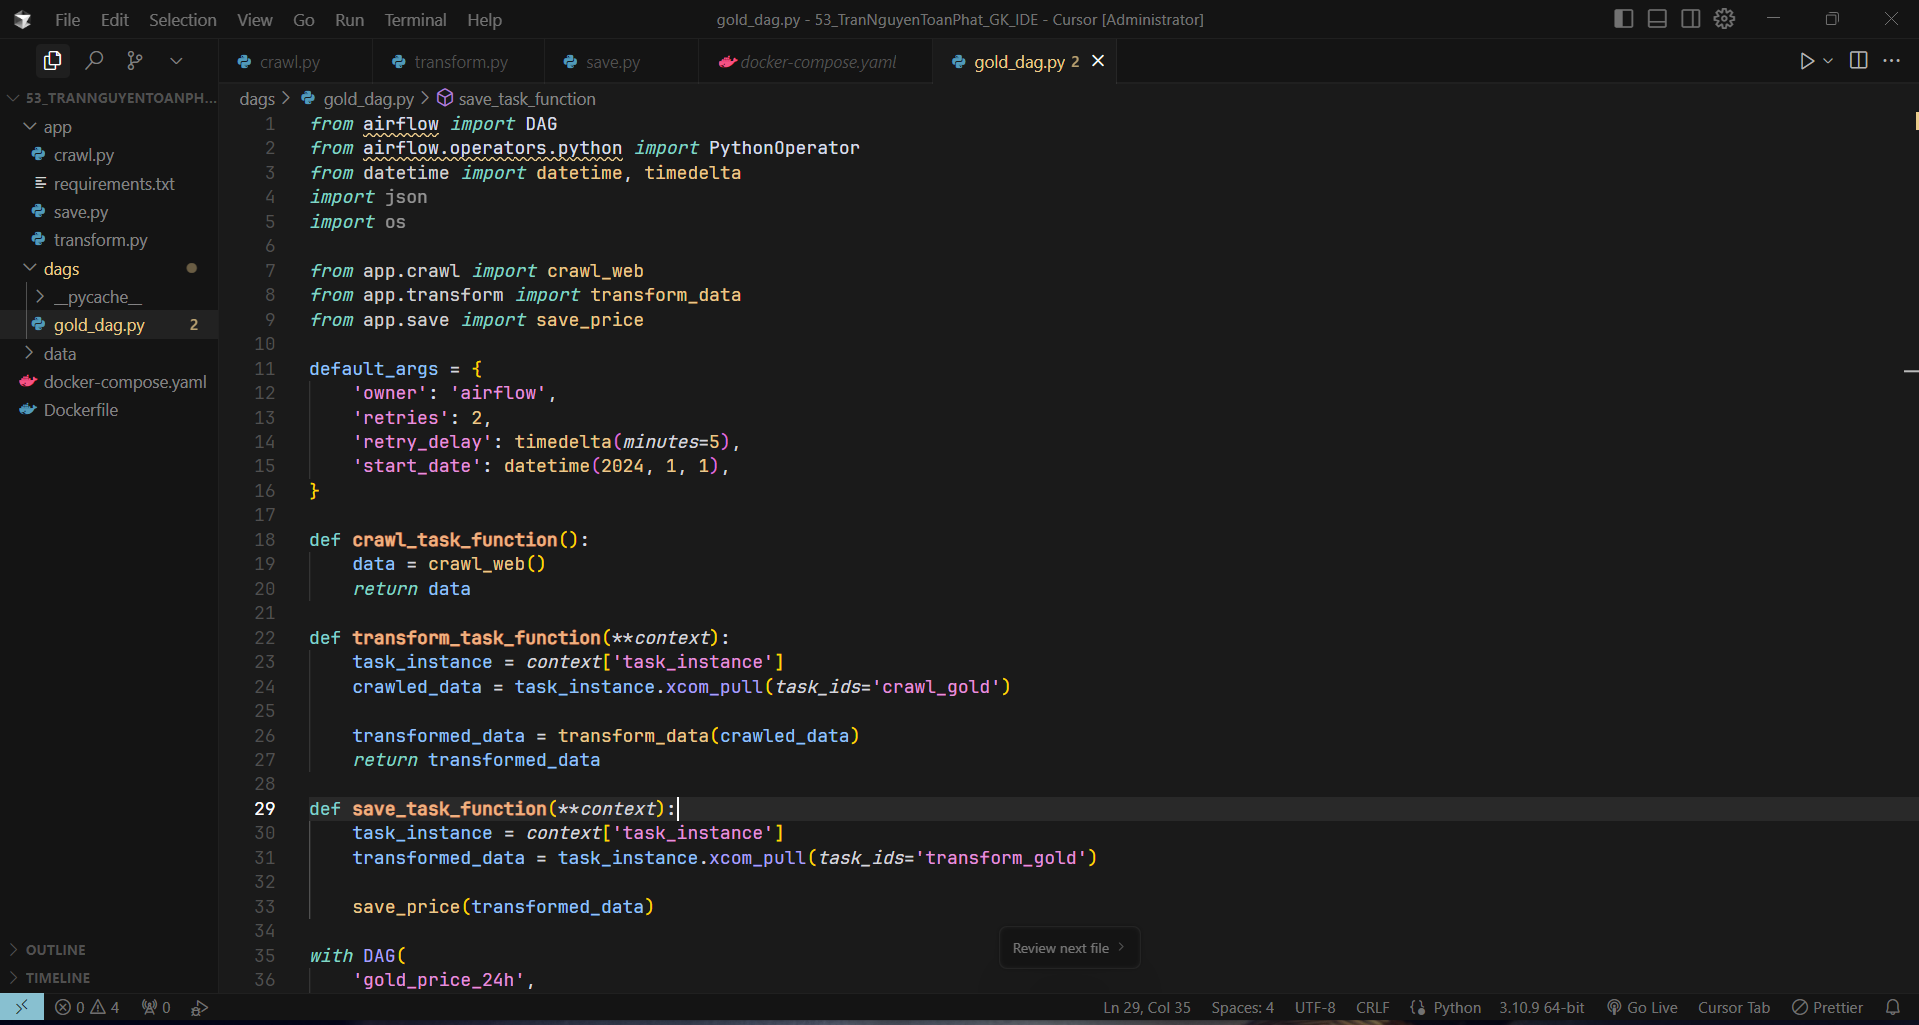 File Edit Selection View Go Run Terminal Help gold_dag.py - 53_TranNguyenToanPhat_GK_IDE - Cursor [Administrator]
crawl.py transform.py save.py docker-compose.yaml gold_dag.py 2
53_TRANNGUYENTOANPH...
app
crawl.py
requirements.txt
save.py
transform.py
dags
__pycache__
gold_dag.py 2
data
docker-compose.yaml
Dockerfile
OUTLINE
TIMELINE
dags > gold_dag.py > save_task_function
1 from airflow import DAG
2 from airflow.operators.python import PythonOperator
3 from datetime import datetime, timedelta
4 import json
5 import os
6
7 from app.crawl import crawl_web
8 from app.transform import transform_data
9 from app.save import save_price
10
11 default_args = {
12     'owner': 'airflow',
13     'retries': 2,
14     'retry_delay': timedelta(minutes=5),
15     'start_date': datetime(2024, 1, 1),
16 }
17
18 def crawl_task_function():
19     data = crawl_web()
20     return data
21
22 def transform_task_function(**context):
23     task_instance = context['task_instance']
24     crawled_data = task_instance.xcom_pull(task_ids='crawl_gold')
25
26     transformed_data = transform_data(crawled_data)
27     return transformed_data
28
29 def save_task_function(**context):
30     task_instance = context['task_instance']
31     transformed_data = task_instance.xcom_pull(task_ids='transform_gold')
32
33     save_price(transformed_data)
34
35 with DAG(
36     'gold_price_24h',
Review next file
0 4 0 Ln 29, Col 35 Spaces: 4 UTF-8 CRLF Python 3.10.9 64-bit Go Live Cursor Tab Prettier